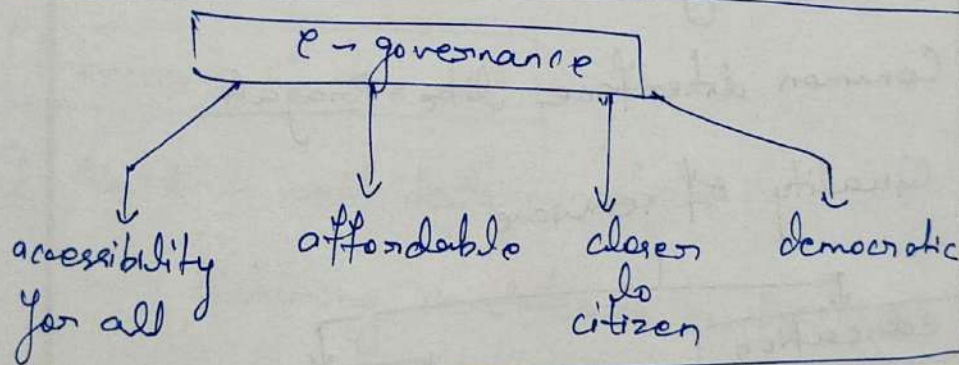 e-governance
accessibility for all
affordable
closer to citizen
democratic